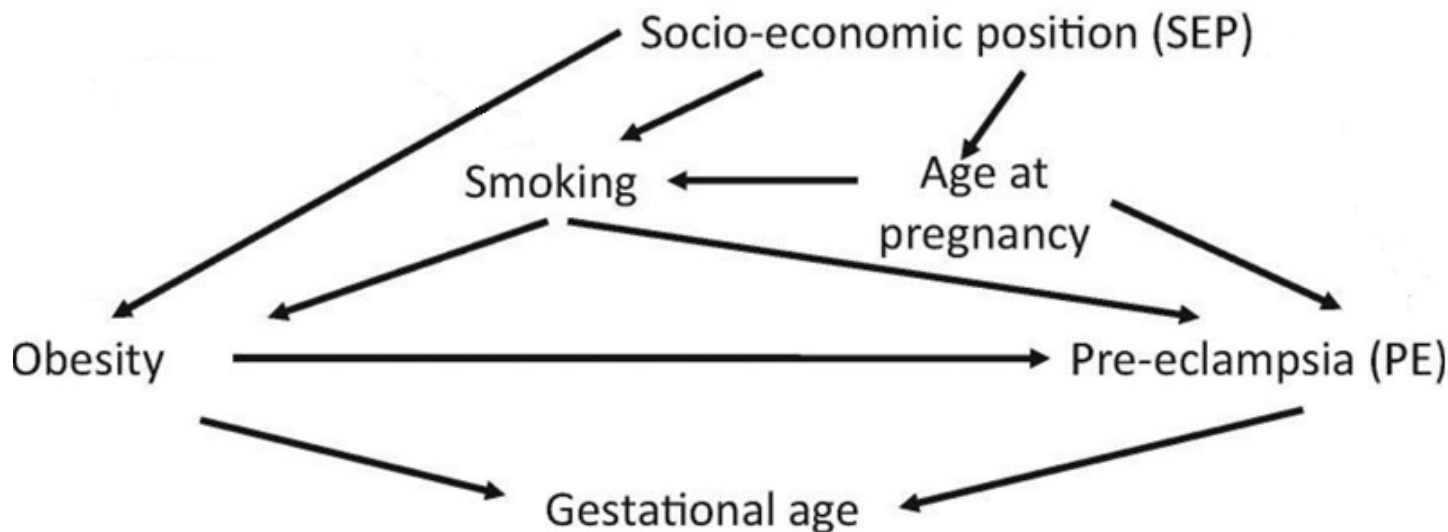 Socio-economic position (SEP)
Smoking
Age at
pregnancy
Obesity
Pre-eclampsia (PE)
Gestational age